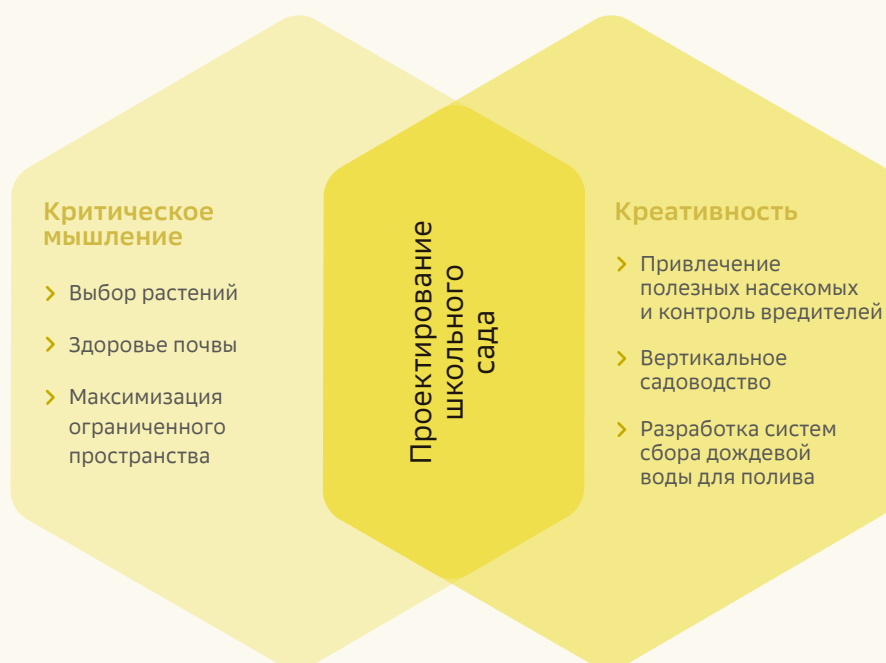 Критическое
мышление
Выбор растений
Здоровье почвы
Максимизация
ограниченного
пространства
Проектирование
школьного
сада
Креативность
Привлечение
полезных насекомых
и контроль вредителей
Вертикальное
садоводство
Разработка систем
сбора дождевой
воды для полива